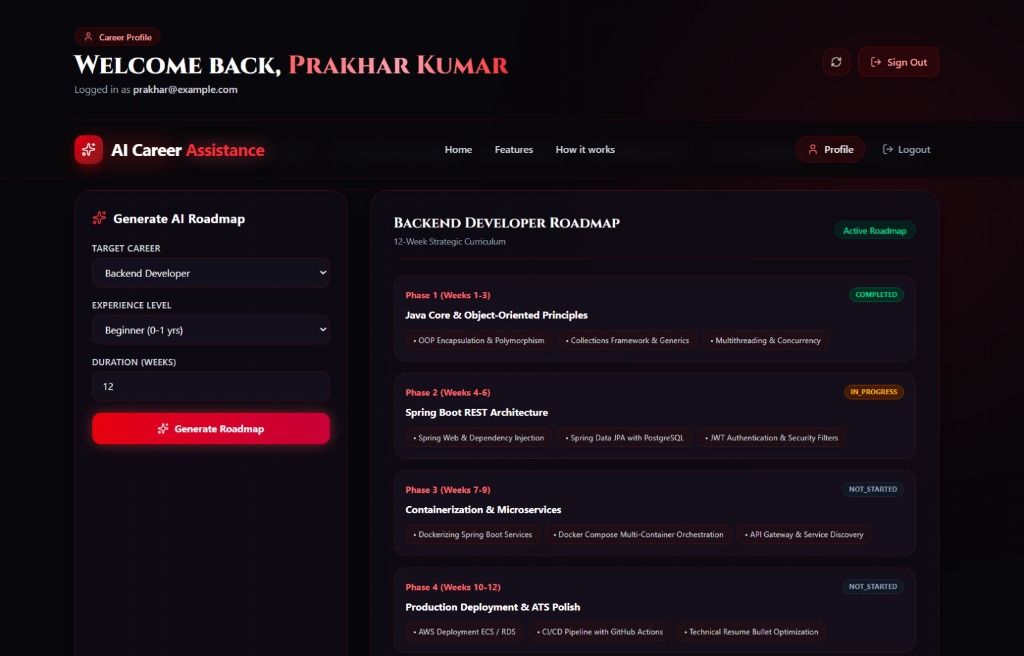 Career Profile
Welcome back, Prakhar Kumar
Logged in as prakhar@example.com
Sign Out
AI Career Assistance
Home Features How it works
Profile Logout
Generate AI Roadmap
TARGET CAREER
Backend Developer
EXPERIENCE LEVEL
Beginner (0-1 yrs)
DURATION (WEEKS)
12
Generate Roadmap
Backend Developer Roadmap
12-Week Strategic Curriculum
Active Roadmap
Phase 1 (Weeks 1-3)
COMPLETED
Java Core & Object-Oriented Principles
• OOP Encapsulation & Polymorphism • Collections Framework & Generics • Multithreading & Concurrency
Phase 2 (Weeks 4-6)
IN_PROGRESS
Spring Boot REST Architecture
• Spring Web & Dependency Injection • Spring Data JPA with PostgreSQL • JWT Authentication & Security Filters
Phase 3 (Weeks 7-9)
NOT_STARTED
Containerization & Microservices
• Dockerizing Spring Boot Services • Docker Compose Multi-Container Orchestration • API Gateway & Service Discovery
Phase 4 (Weeks 10-12)
NOT_STARTED
Production Deployment & ATS Polish
• AWS Deployment ECS / RDS • CI/CD Pipeline with GitHub Actions • Technical Resume Bullet Optimization